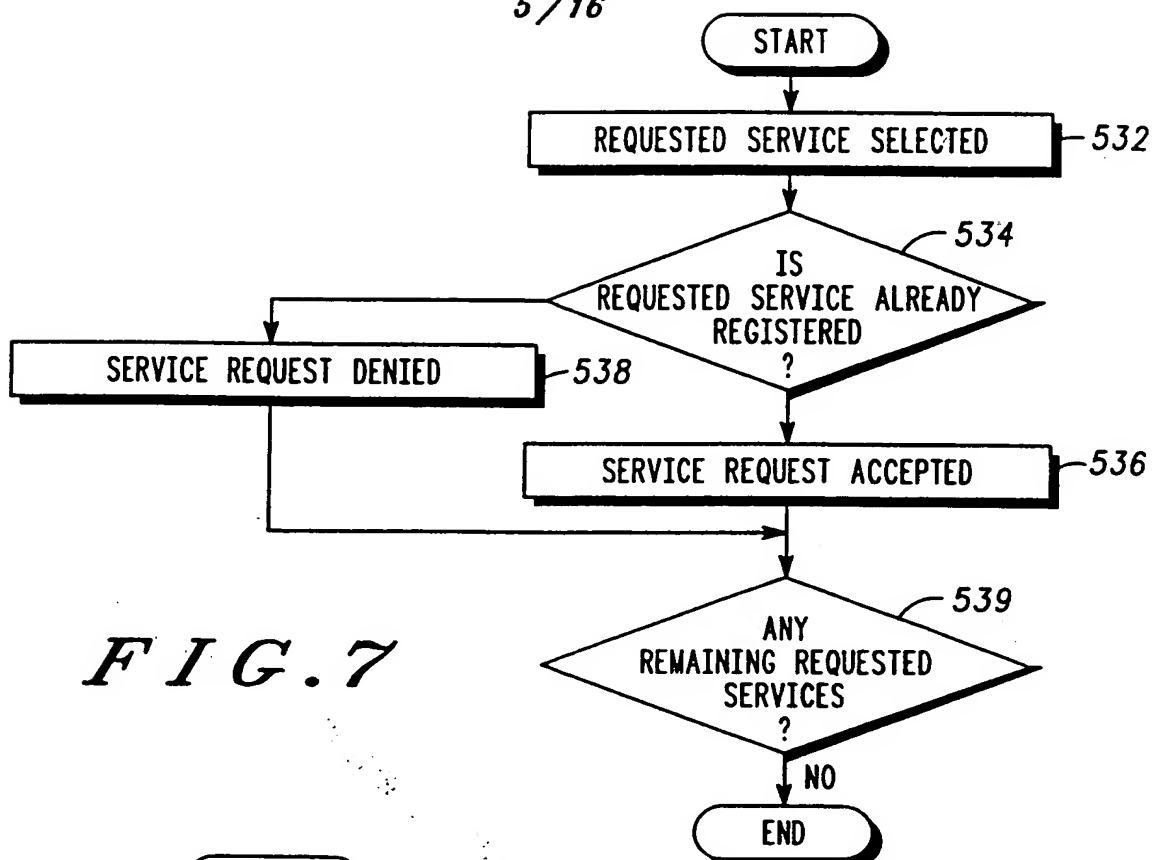 5/16
START
REQUESTED SERVICE SELECTED
532
534
IS
REQUESTED SERVICE ALREADY
REGISTERED
?
SERVICE REQUEST DENIED
538
SERVICE REQUEST ACCEPTED
536
539
ANY
REMAINING REQUESTED
SERVICES
?
FIG.7
NO
END